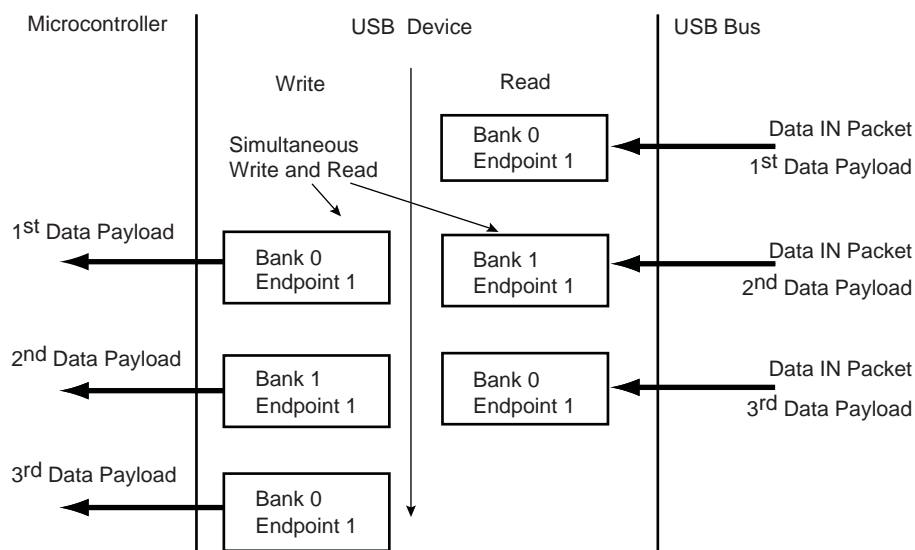 Microcontroller
USB Device
USB Bus
Write
Read
Simultaneous
Write and Read
Bank 0
Endpoint 1
Data IN Packet
1st Data Payload
1st Data Payload
Bank 0
Endpoint 1
Bank 1
Endpoint 1
Data IN Packet
2nd Data Payload
2nd Data Payload
Bank 1
Endpoint 1
Bank 0
Endpoint 1
Data IN Packet
3rd Data Payload
3rd Data Payload
Bank 0
Endpoint 1